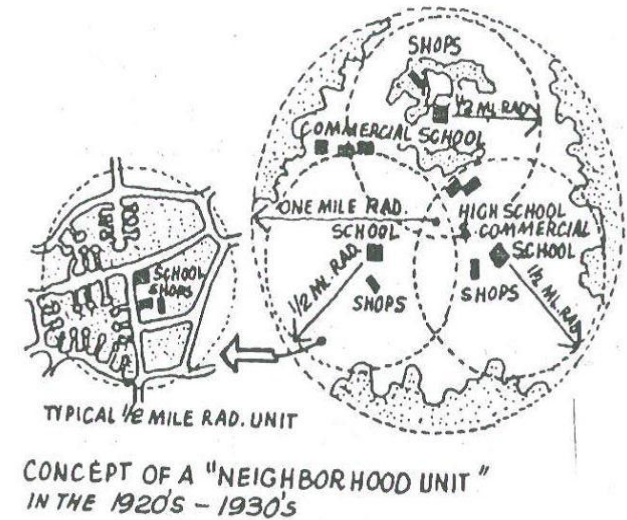 SHOPS
1/2 MI. RAD.
COMMERCIAL SCHOOL
ONE MILE RAD.
HIGH SCHOOL
& COMMERCIAL
SCHOOL
SCHOOL
1/2 MI. RAD.
SHOPS
SHOPS
1/2 MI. RAD.
SCHOOL
SHOPS
TYPICAL 1/2 MILE RAD. UNIT
CONCEPT OF A "NEIGHBORHOOD UNIT"
IN THE 1920'S - 1930'S